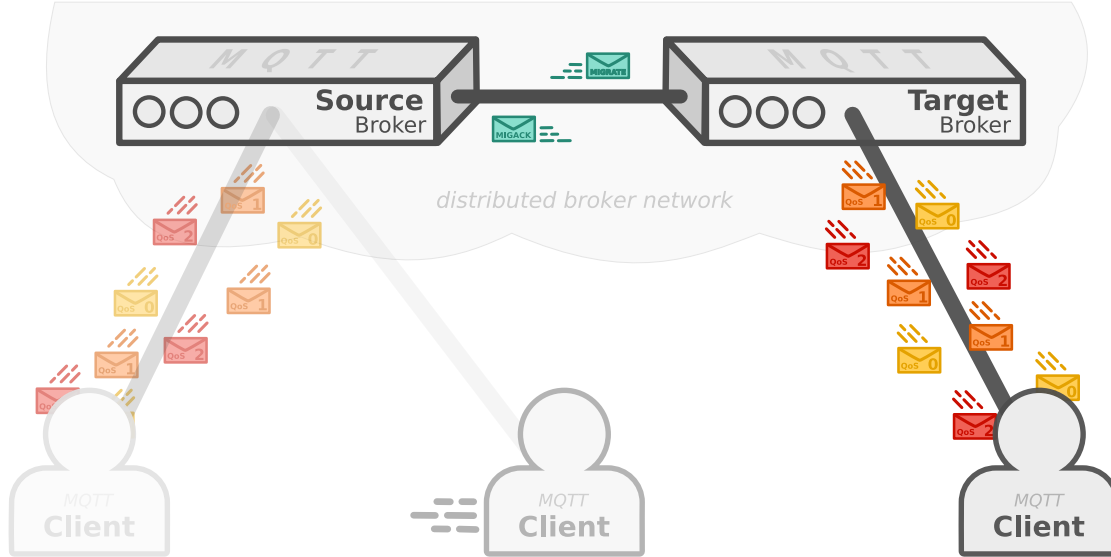 MQTT
MQTT
Source
Broker
Target
Broker
MIGRATE
MIGACK
distributed broker network
QoS 1
QoS 2
QoS 0
QoS 1
QoS 0
QoS 1
QoS 2
QoS 1
QoS 0
QoS 2
QoS 2
QoS 1
QoS 1
QoS 0
0
QoS 2
MQTT
Client
MQTT
Client
MQTT
Client